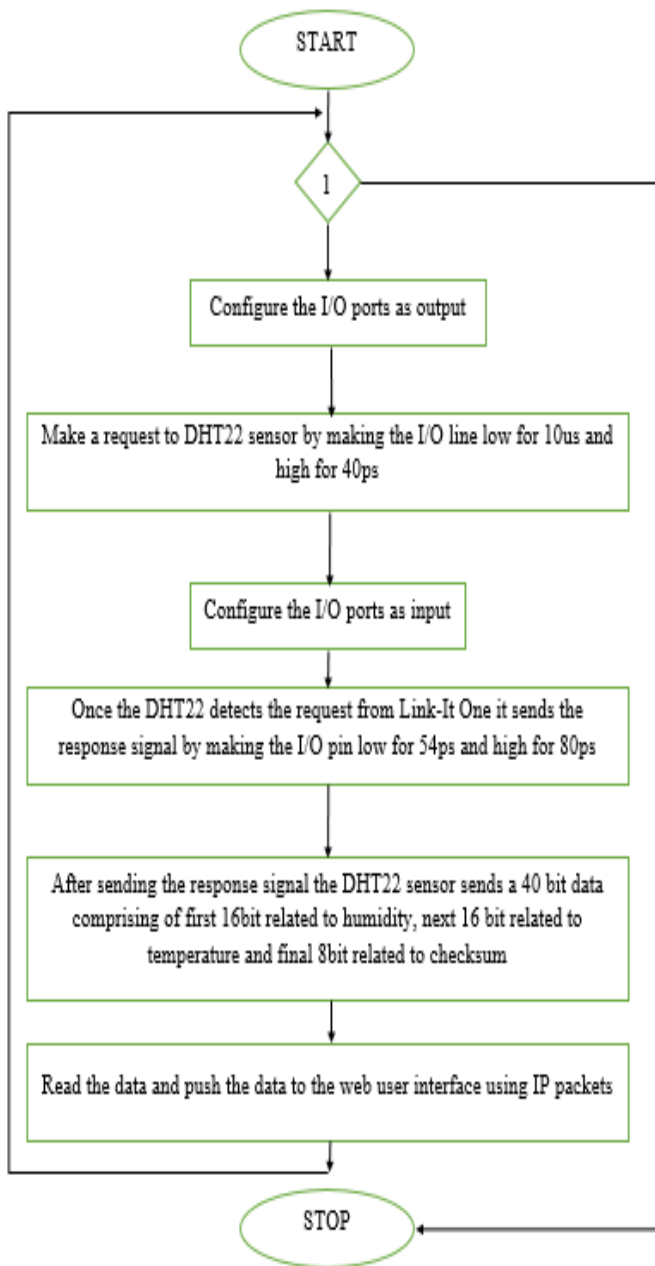 START
1
Configure the I/O ports as output
Make a request to DHT22 sensor by making the I/O line low for 10us and
high for 40ps
Configure the I/O ports as input
Once the DHT22 detects the request from Link-It One it sends the
response signal by making the I/O pin low for 54ps and high for 80ps
After sending the response signal the DHT22 sensor sends a 40 bit data
comprising of first 16bit related to humidity, next 16 bit related to
temperature and final 8bit related to checksum
Read the data and push the data to the web user interface using IP packets
STOP